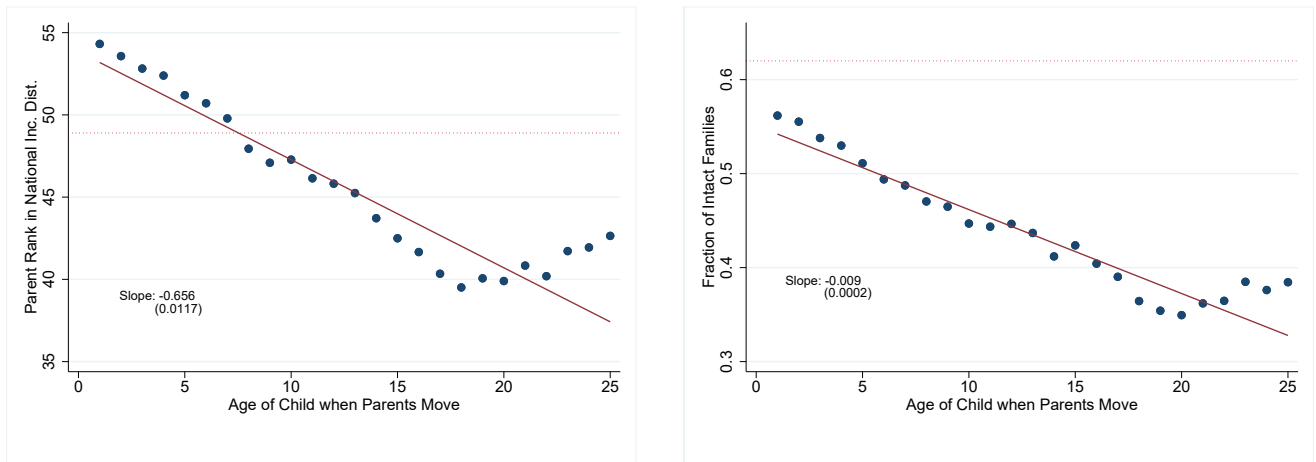 Parent Rank in National Inc. Dist.
55
50
45
40
35
Slope: -0.656
(0.0117)
0 5 10 15 20 25
Age of Child when Parents Move
Fraction of Intact Families
0.6
0.5
0.4
0.3
Slope: -0.009
(0.0002)
0 5 10 15 20 25
Age of Child when Parents Move